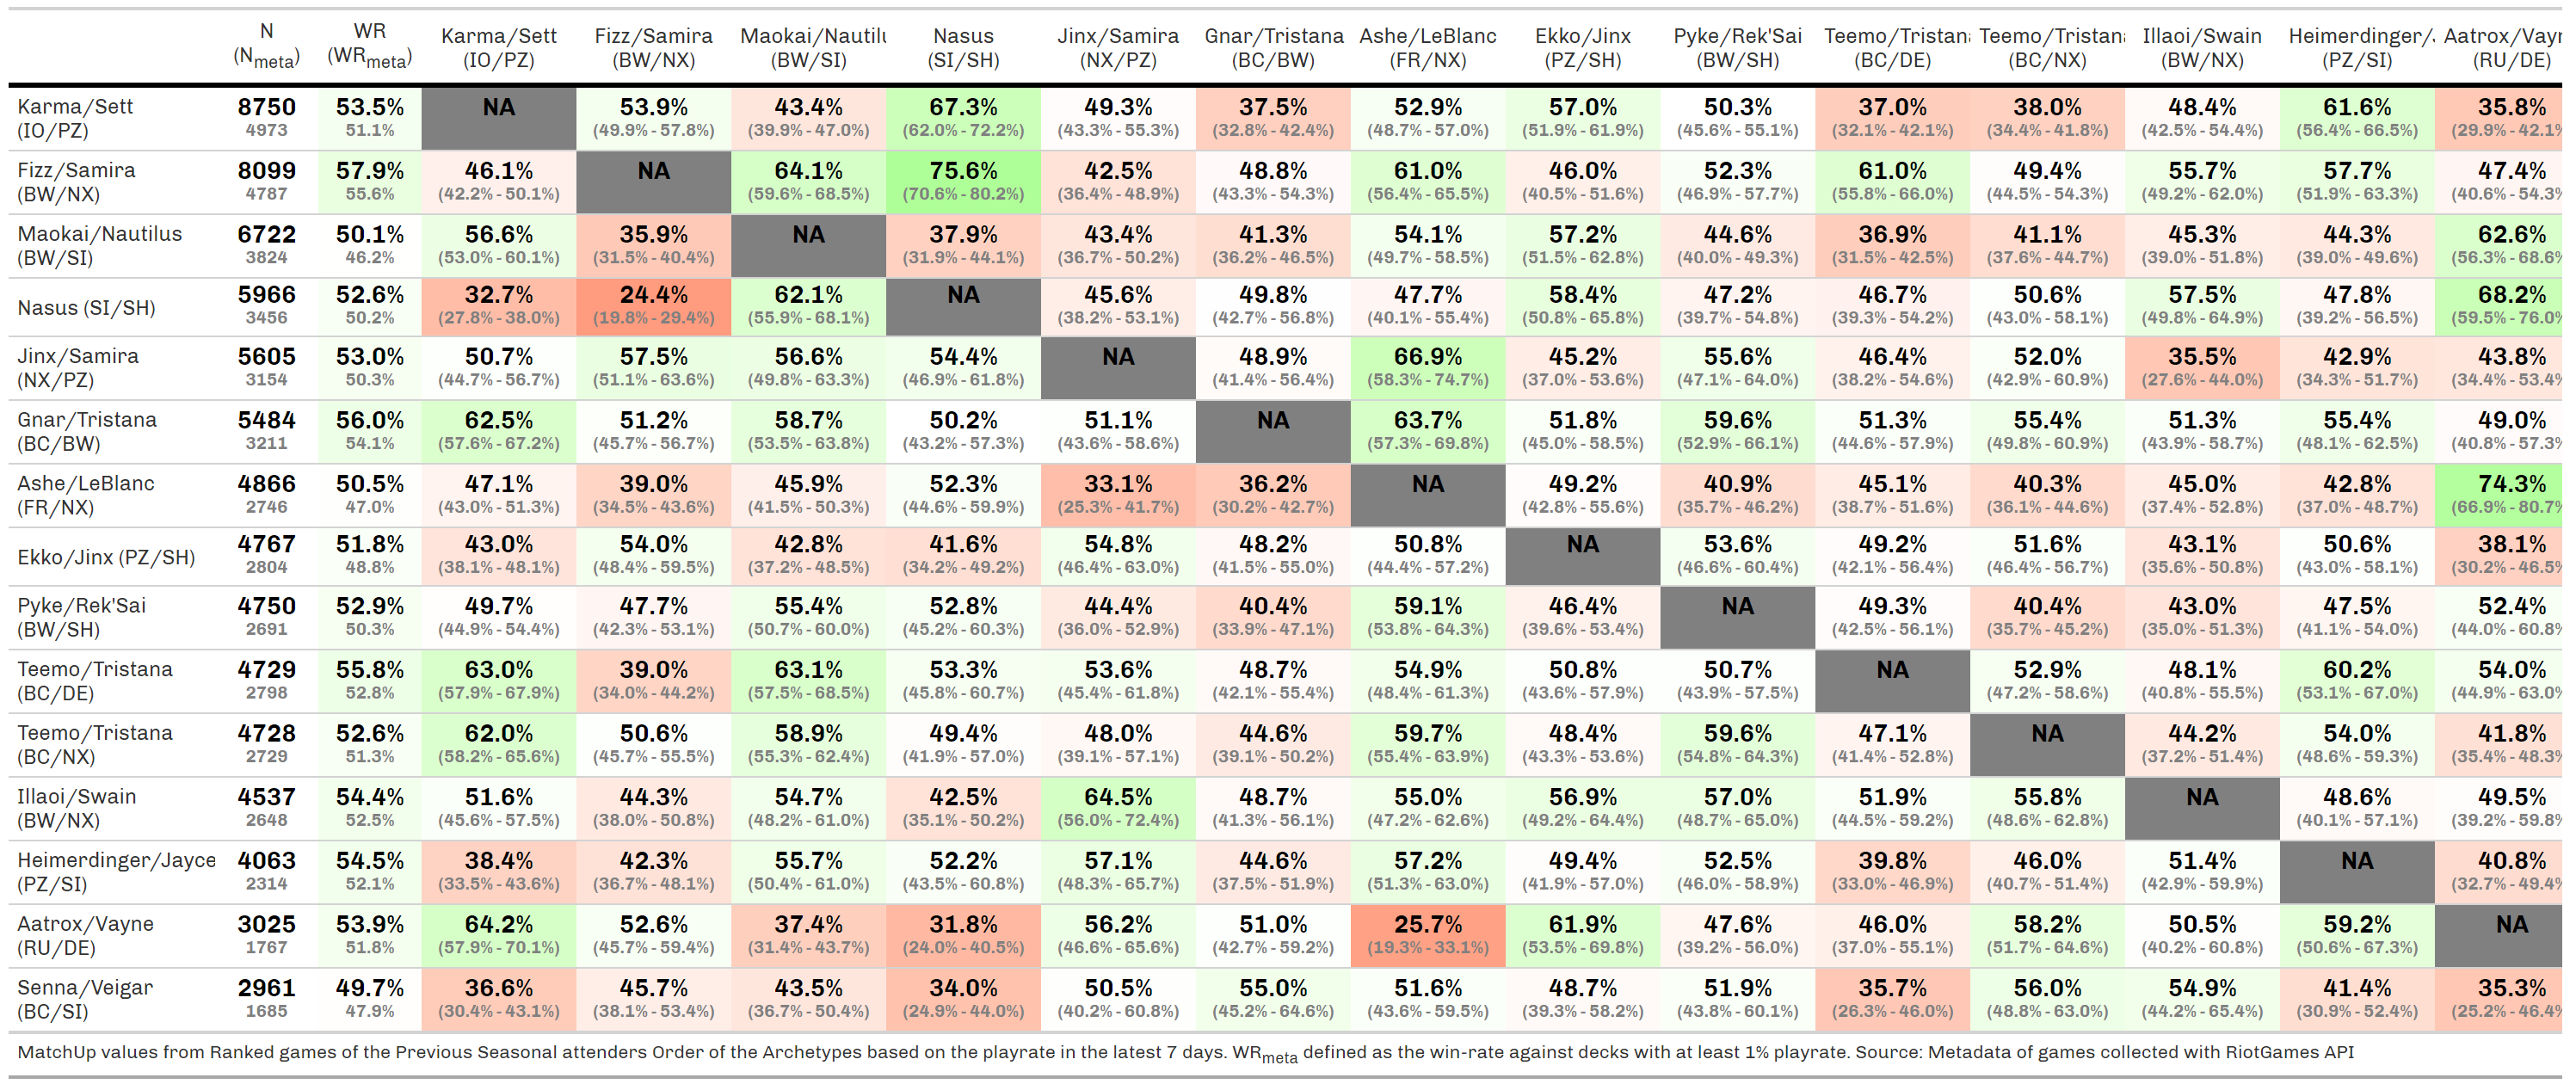 N WR Karma/Sett Fizz/Samira Maokai/Nautilu Nasus Jinx/Samira Gnar/Tristana Ashe/LeBlanc Ekko/Jinx Pyke/Rek'Sai Teemo/Tristana Teemo/Tristana Illaoi/Swain Heimerdinger/J Aatrox/Vayn
(Nmeta) (WRmeta) (IO/PZ) (BW/NX) (BW/SI) (SI/SH) (NX/PZ) (BC/BW) (FR/NX) (PZ/SH) (BW/SH) (BC/DE) (BC/NX) (BW/NX) (PZ/SI) (RU/DE)
Karma/Sett 8750 53.5% NA 53.9% 43.4% 67.3% 49.3% 37.5% 52.9% 57.0% 50.3% 37.0% 38.0% 48.4% 61.6% 35.8%
(IO/PZ) 4973 51.1% (49.9% - 57.8%) (39.9% - 47.0%) (62.0% - 72.2%) (43.3% - 55.3%) (32.8% - 42.4%) (48.7% - 57.0%) (51.9% - 61.9%) (45.6% - 55.1%) (32.1% - 42.1%) (34.4% - 41.8%) (42.5% - 54.4%) (56.4% - 66.5%) (29.9% - 42.1%
Fizz/Samira 8099 57.9% 46.1% NA 64.1% 75.6% 42.5% 48.8% 61.0% 46.0% 52.3% 61.0% 49.4% 55.7% 57.7% 47.4%
(BW/NX) 4787 55.6% (42.2% - 50.1%) (59.6% - 68.5%) (70.6% - 80.2%) (36.4% - 48.9%) (43.3% - 54.3%) (56.4% - 65.5%) (40.5% - 51.6%) (46.9% - 57.7%) (55.8% - 66.0%) (44.5% - 54.3%) (49.2% - 62.0%) (51.9% - 63.3%) (40.6% - 54.3%
Maokai/Nautilus 6722 50.1% 56.6% 35.9% NA 37.9% 43.4% 41.3% 54.1% 57.2% 44.6% 36.9% 41.1% 45.3% 44.3% 62.6%
(BW/SI) 3824 46.2% (53.0% - 60.1%) (31.5% - 40.4%) (31.9% - 44.1%) (36.7% - 50.2%) (36.2% - 46.5%) (49.7% - 58.5%) (51.5% - 62.8%) (40.0% - 49.3%) (31.5% - 42.5%) (37.6% - 44.7%) (39.0% - 51.8%) (39.0% - 49.6%) (56.3% - 68.6%
Nasus (SI/SH) 5966 52.6% 32.7% 24.4% 62.1% NA 45.6% 49.8% 47.7% 58.4% 47.2% 46.7% 50.6% 57.5% 47.8% 68.2%
3456 50.2% (27.8% - 38.0%) (19.8% - 29.4%) (55.9% - 68.1%) (38.2% - 53.1%) (42.7% - 56.8%) (40.1% - 55.4%) (50.8% - 65.8%) (39.7% - 54.8%) (39.3% - 54.2%) (43.0% - 58.1%) (49.8% - 64.9%) (39.2% - 56.5%) (59.5% - 76.0%
Jinx/Samira 5605 53.0% 50.7% 57.5% 56.6% 54.4% NA 48.9% 66.9% 45.2% 55.6% 46.4% 52.0% 35.5% 42.9% 43.8%
(NX/PZ) 3154 50.3% (44.7% - 56.7%) (51.1% - 63.6%) (49.8% - 63.3%) (46.9% - 61.8%) (41.4% - 56.4%) (58.3% - 74.7%) (37.0% - 53.6%) (47.1% - 64.0%) (38.2% - 54.6%) (42.9% - 60.9%) (27.6% - 44.0%) (34.3% - 51.7%) (34.4% - 53.4%
Gnar/Tristana 5484 56.0% 62.5% 51.2% 58.7% 50.2% 51.1% NA 63.7% 51.8% 59.6% 51.3% 55.4% 51.3% 55.4% 49.0%
(BC/BW) 3211 54.1% (57.6% - 67.2%) (45.7% - 56.7%) (53.5% - 63.8%) (43.2% - 57.3%) (43.6% - 58.6%) (57.3% - 69.8%) (45.0% - 58.5%) (52.9% - 66.1%) (44.6% - 57.9%) (49.8% - 60.9%) (43.9% - 58.7%) (48.1% - 62.5%) (40.8% - 57.3%
Ashe/LeBlanc 4866 50.5% 47.1% 39.0% 45.9% 52.3% 33.1% 36.2% NA 49.2% 40.9% 45.1% 40.3% 45.0% 42.8% 74.3%
(FR/NX) 2746 47.0% (43.0% - 51.3%) (34.5% - 43.6%) (41.5% - 50.3%) (44.6% - 59.9%) (25.3% - 41.7%) (30.2% - 42.7%) (42.8% - 55.6%) (35.7% - 46.2%) (38.7% - 51.6%) (36.1% - 44.6%) (37.4% - 52.8%) (37.0% - 48.7%) (66.9% - 80.7%
Ekko/Jinx (PZ/SH) 4767 51.8% 43.0% 54.0% 42.8% 41.6% 54.8% 48.2% 50.8% NA 53.6% 49.2% 51.6% 43.1% 50.6% 38.1%
2804 48.8% (38.1% - 48.1%) (48.4% - 59.5%) (37.2% - 48.5%) (34.2% - 49.2%) (46.4% - 63.0%) (41.5% - 55.0%) (44.4% - 57.2%) (46.6% - 60.4%) (42.1% - 56.4%) (46.4% - 56.7%) (35.6% - 50.8%) (43.0% - 58.1%) (30.2% - 46.5%
Pyke/Rek'Sai 4750 52.9% 49.7% 47.7% 55.4% 52.8% 44.4% 40.4% 59.1% 46.4% NA 49.3% 40.4% 43.0% 47.5% 52.4%
(BW/SH) 2691 50.3% (44.9% - 54.4%) (42.3% - 53.1%) (50.7% - 60.0%) (45.2% - 60.3%) (36.0% - 52.9%) (33.9% - 47.1%) (53.8% - 64.3%) (39.6% - 53.4%) (42.5% - 56.1%) (35.7% - 45.2%) (35.0% - 51.3%) (41.1% - 54.0%) (44.0% - 60.8%
Teemo/Tristana 4729 55.8% 63.0% 39.0% 63.1% 53.3% 53.6% 48.7% 54.9% 50.8% 50.7% NA 52.9% 48.1% 60.2% 54.0%
(BC/DE) 2798 52.8% (57.9% - 67.9%) (34.0% - 44.2%) (57.5% - 68.5%) (45.8% - 60.7%) (45.4% - 61.8%) (42.1% - 55.4%) (48.4% - 61.3%) (43.6% - 57.9%) (43.9% - 57.5%) (47.2% - 58.6%) (40.8% - 55.5%) (53.1% - 67.0%) (44.9% - 63.0%
Teemo/Tristana 4728 52.6% 62.0% 50.6% 58.9% 49.4% 48.0% 44.6% 59.7% 48.4% 59.6% 47.1% NA 44.2% 54.0% 41.8%
(BC/NX) 2729 51.3% (58.2% - 65.6%) (45.7% - 55.5%) (55.3% - 62.4%) (41.9% - 57.0%) (39.1% - 57.1%) (39.1% - 50.2%) (55.4% - 63.9%) (43.3% - 53.6%) (54.8% - 64.3%) (41.4% - 52.8%) (37.2% - 51.4%) (48.6% - 59.3%) (35.4% - 48.3%
Illaoi/Swain 4537 54.4% 51.6% 44.3% 54.7% 42.5% 64.5% 48.7% 55.0% 56.9% 57.0% 51.9% 55.8% NA 48.6% 49.5%
(BW/NX) 2648 52.5% (45.6% - 57.5%) (38.0% - 50.8%) (48.2% - 61.0%) (35.1% - 50.2%) (56.0% - 72.4%) (41.3% - 56.1%) (47.2% - 62.6%) (49.2% - 64.4%) (48.7% - 65.0%) (44.5% - 59.2%) (48.6% - 62.8%) (40.1% - 57.1%) (39.2% - 59.8%
Heimerdinger/Jayce 4063 54.5% 38.4% 42.3% 55.7% 52.2% 57.1% 44.6% 57.2% 49.4% 52.5% 39.8% 46.0% 51.4% NA 40.8%
(PZ/SI) 2314 52.1% (33.5% - 43.6%) (36.7% - 48.1%) (50.4% - 61.0%) (43.5% - 60.8%) (48.3% - 65.7%) (37.5% - 51.9%) (51.3% - 63.0%) (41.9% - 57.0%) (46.0% - 58.9%) (33.0% - 46.9%) (40.7% - 51.4%) (42.9% - 59.9%) (32.7% - 49.4%
Aatrox/Vayne 3025 53.9% 64.2% 52.6% 37.4% 31.8% 56.2% 51.0% 25.7% 61.9% 47.6% 46.0% 58.2% 50.5% 59.2% NA
(RU/DE) 1767 51.8% (57.9% - 70.1%) (45.7% - 59.4%) (31.4% - 43.7%) (24.0% - 40.5%) (46.6% - 65.6%) (42.7% - 59.2%) (19.3% - 33.1%) (53.5% - 69.8%) (39.2% - 56.0%) (37.0% - 55.1%) (51.7% - 64.6%) (40.2% - 60.8%) (50.6% - 67.3%)
Senna/Veigar 2961 49.7% 36.6% 45.7% 43.5% 34.0% 50.5% 55.0% 51.6% 48.7% 51.9% 35.7% 56.0% 54.9% 41.4% 35.3%
(BC/SI) 1685 47.9% (30.4% - 43.1%) (38.1% - 53.4%) (36.7% - 50.4%) (24.9% - 44.0%) (40.2% - 60.8%) (45.2% - 64.6%) (43.6% - 59.5%) (39.3% - 58.2%) (43.8% - 60.1%) (26.3% - 46.0%) (48.8% - 63.0%) (44.2% - 65.4%) (30.9% - 52.4%) (25.2% - 46.4%
MatchUp values from Ranked games of the Previous Seasonal attenders Order of the Archetypes based on the playrate in the latest 7 days. WRmeta defined as the win-rate against decks with at least 1% playrate. Source: Metadata of games collected with RiotGames API